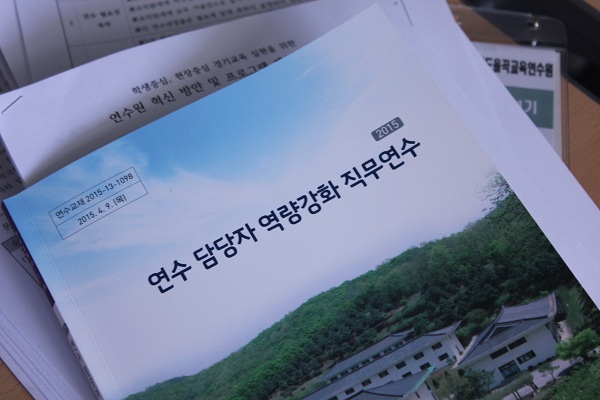 학생중심, 현장중심 경기교육 실현을 위한
연수원 혁신 방안 및 프로그램
도율곡교육연수원
연수교재 2015-13-1098
2015. 4. 9. (목)
2015
연수 담당자 역량강화 직무연수